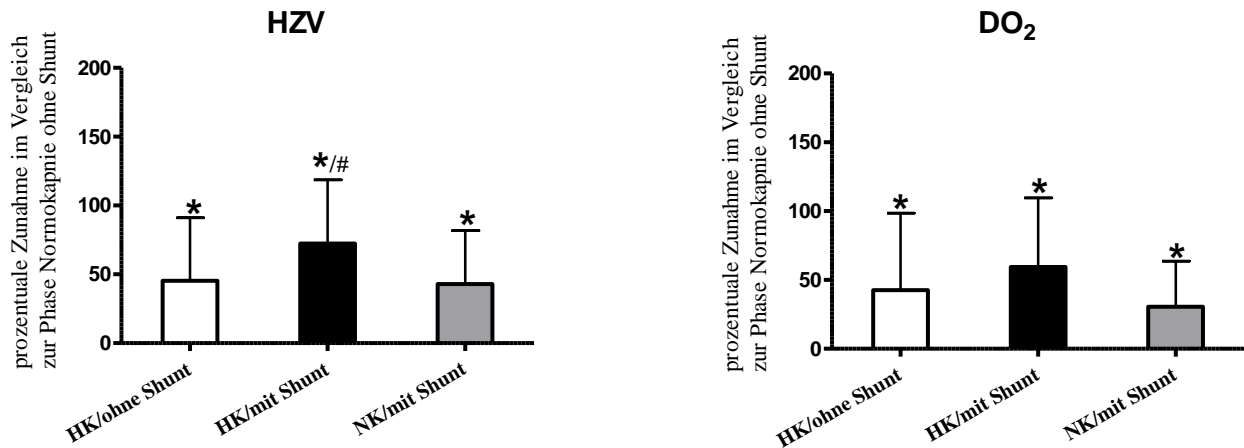 HZV
prozentuale Zunahme im Vergleich
zur Phase Normokapnie ohne Shunt
200
150
100
50
0
*
*/#
*
HK/ohne Shunt
HK/mit Shunt
NK/mit Shunt
DO₂
prozentuale Zunahme im Vergleich
zur Phase Normokapnie ohne Shunt
200
150
100
50
0
*
*
*
HK/ohne Shunt
HK/mit Shunt
NK/mit Shunt